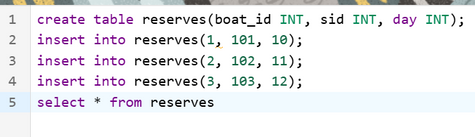 1 create table reserves(boat_id INT, sid INT, day INT);
2 insert into reserves(1, 101, 10);
3 insert into reserves(2, 102, 11);
4 insert into reserves(3, 103, 12);
5 select * from reserves